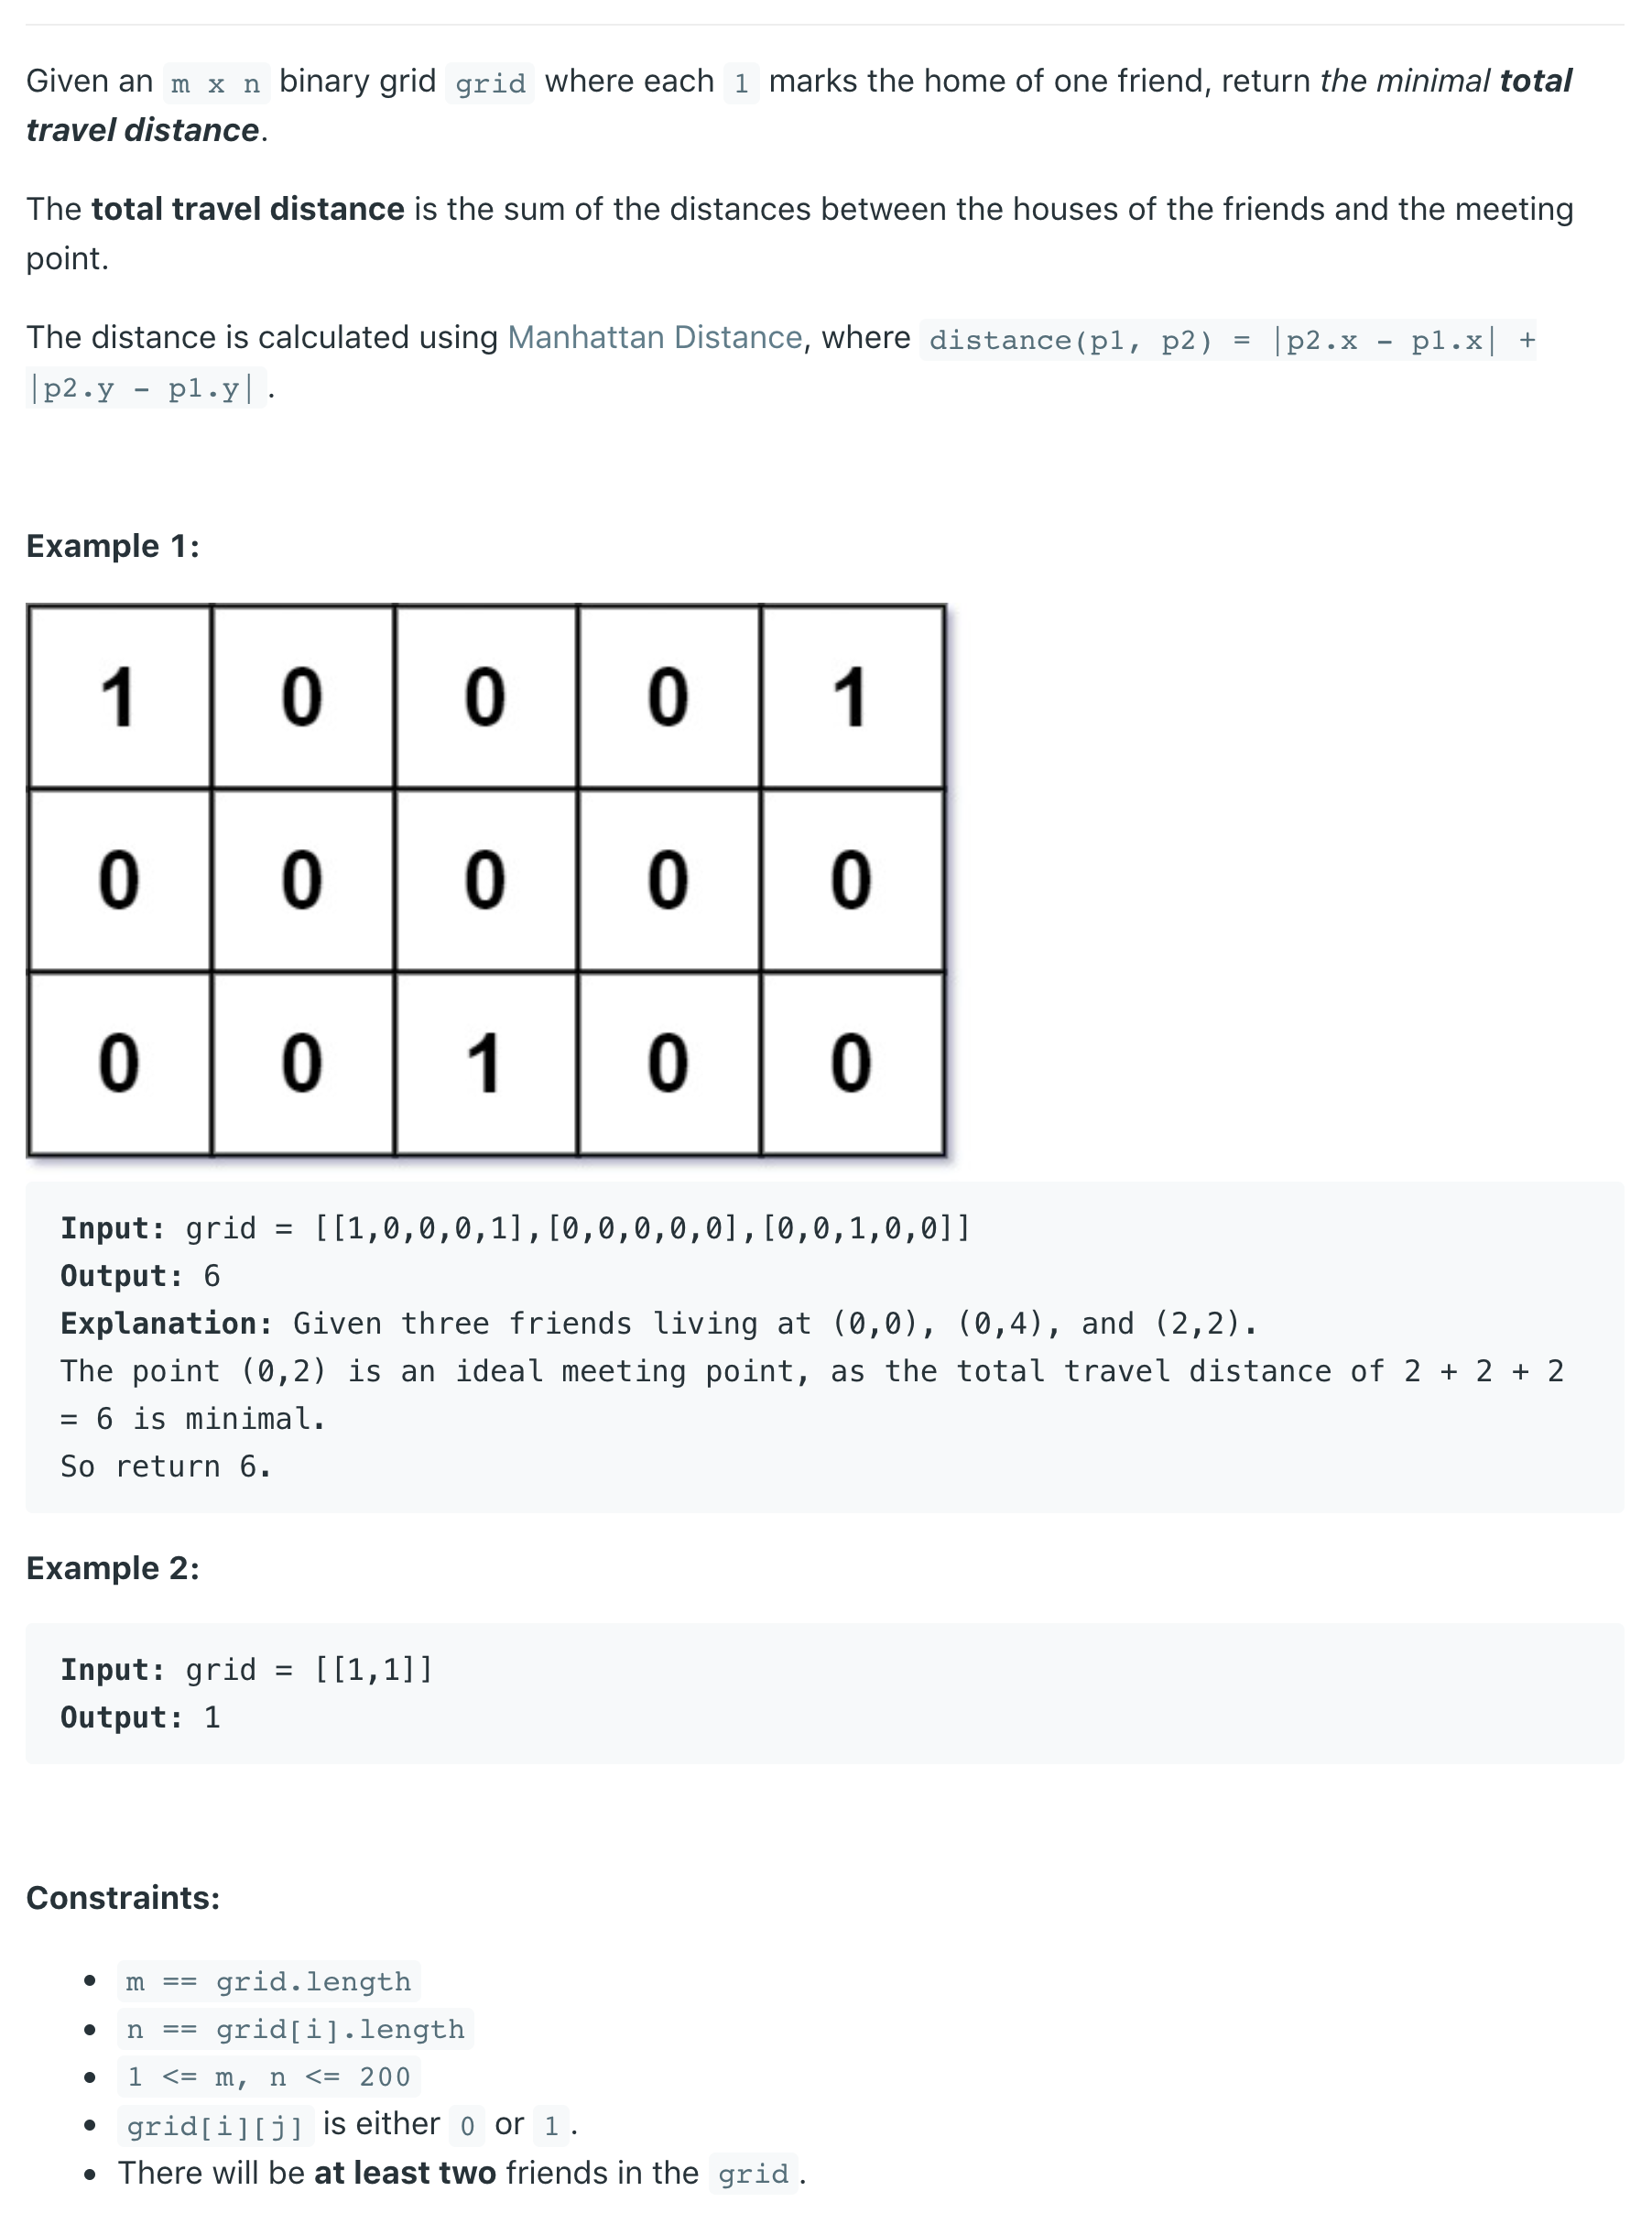 Given an m x n binary grid grid where each 1 marks the home of one friend, return the minimal total
travel distance.
The total travel distance is the sum of the distances between the houses of the friends and the meeting
point.
The distance is calculated using Manhattan Distance, where distance(p1, p2) = |p2.x - p1.x| +
|p2.y - p1.y|.
Example 1:
1 0 0 0 1
0 0 0 0 0
0 0 1 0 0
Input: grid = [[1,0,0,0,1],[0,0,0,0,0],[0,0,1,0,0]]
Output: 6
Explanation: Given three friends living at (0,0), (0,4), and (2,2).
The point (0,2) is an ideal meeting point, as the total travel distance of 2 + 2 + 2
= 6 is minimal.
So return 6.
Example 2:
Input: grid = [[1,1]]
Output: 1
Constraints:
• m == grid.length
• n == grid[i].length
• 1 <= m, n <= 200
• grid[i][j] is either 0 or 1.
• There will be at least two friends in the grid.